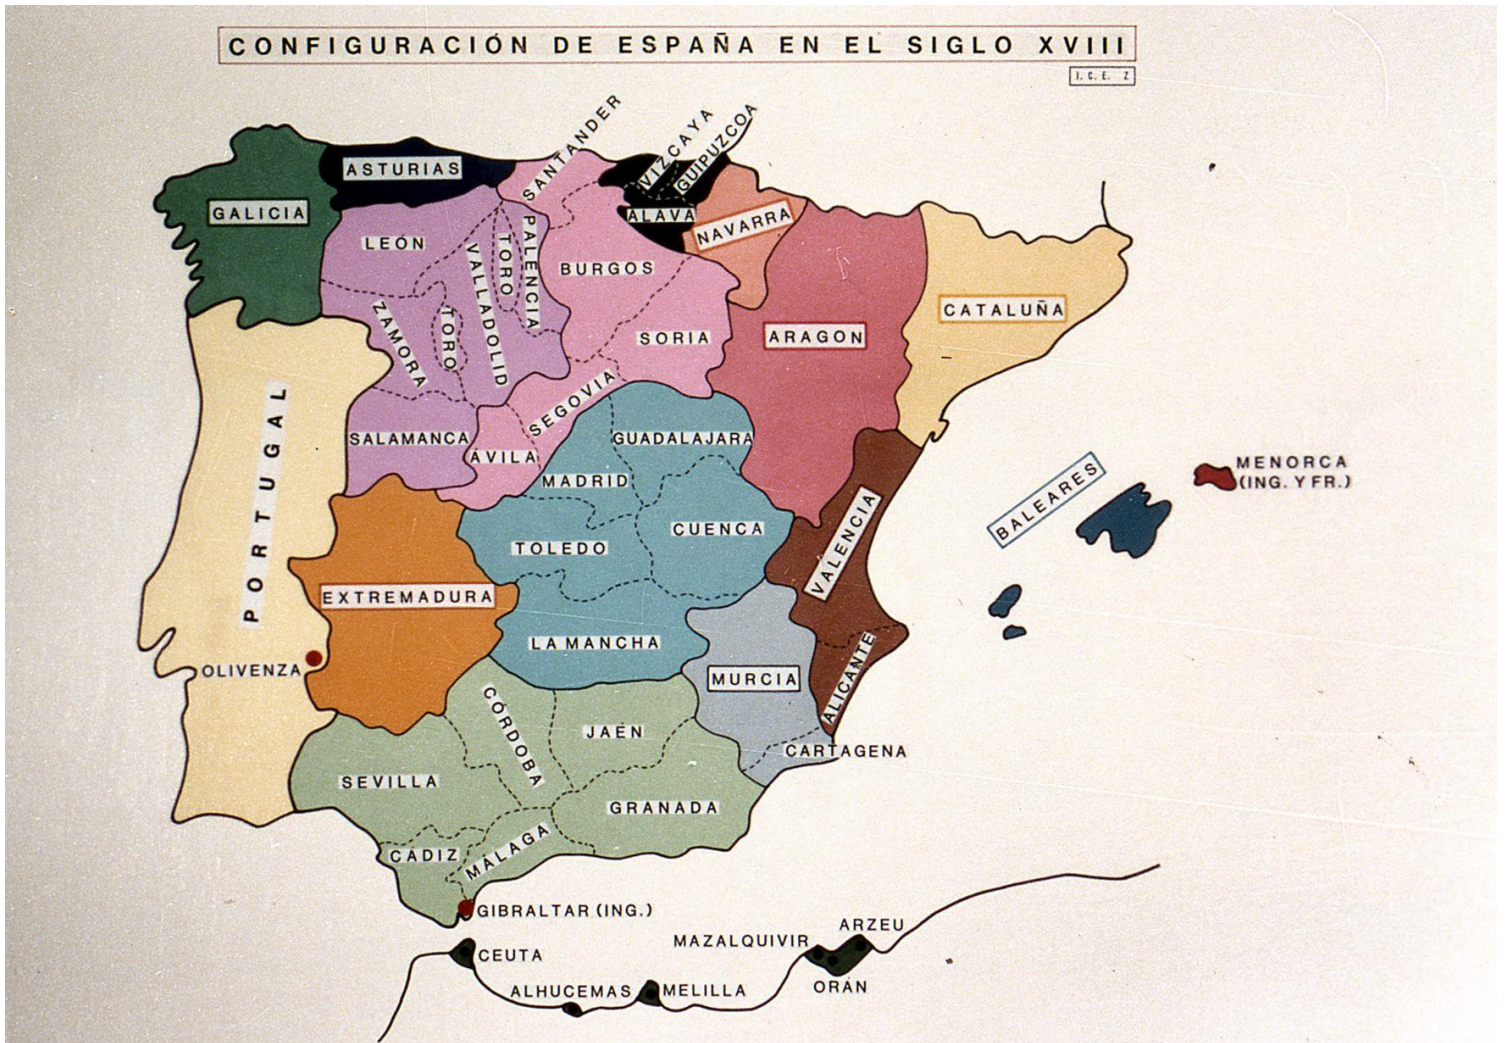 CONFIGURACIÓN DE ESPAÑA EN EL SIGLO XVIII
I. C. E. Z
SANTANDER
VIZCAYA
GUIPUZCOA
ASTURIAS
GALICIA
ALAVA
NAVARRA
LEÓN
PALENCIA
TORO
VALLADOLID
BURGOS
CATALUÑA
ZAMORA
TORO
SORIA
ARAGON
PORTUGAL
SEGOVIA
SALAMANCA
ÁVILA
GUADALAJARA
MADRID
MENORCA
(ING. Y FR.)
BALEARES
CUENCA
TOLEDO
VALENCIA
EXTREMADURA
LA MANCHA
OLIVENZA
MURCIA
ALICANTE
CÓRDOBA
JAÉN
CARTAGENA
SEVILLA
GRANADA
CÁDIZ
MÁLAGA
GIBRALTAR (ING.)
ARZEU
MAZALQUIVIR
CEUTA
ORÁN
ALHUCEMAS
MELILLA